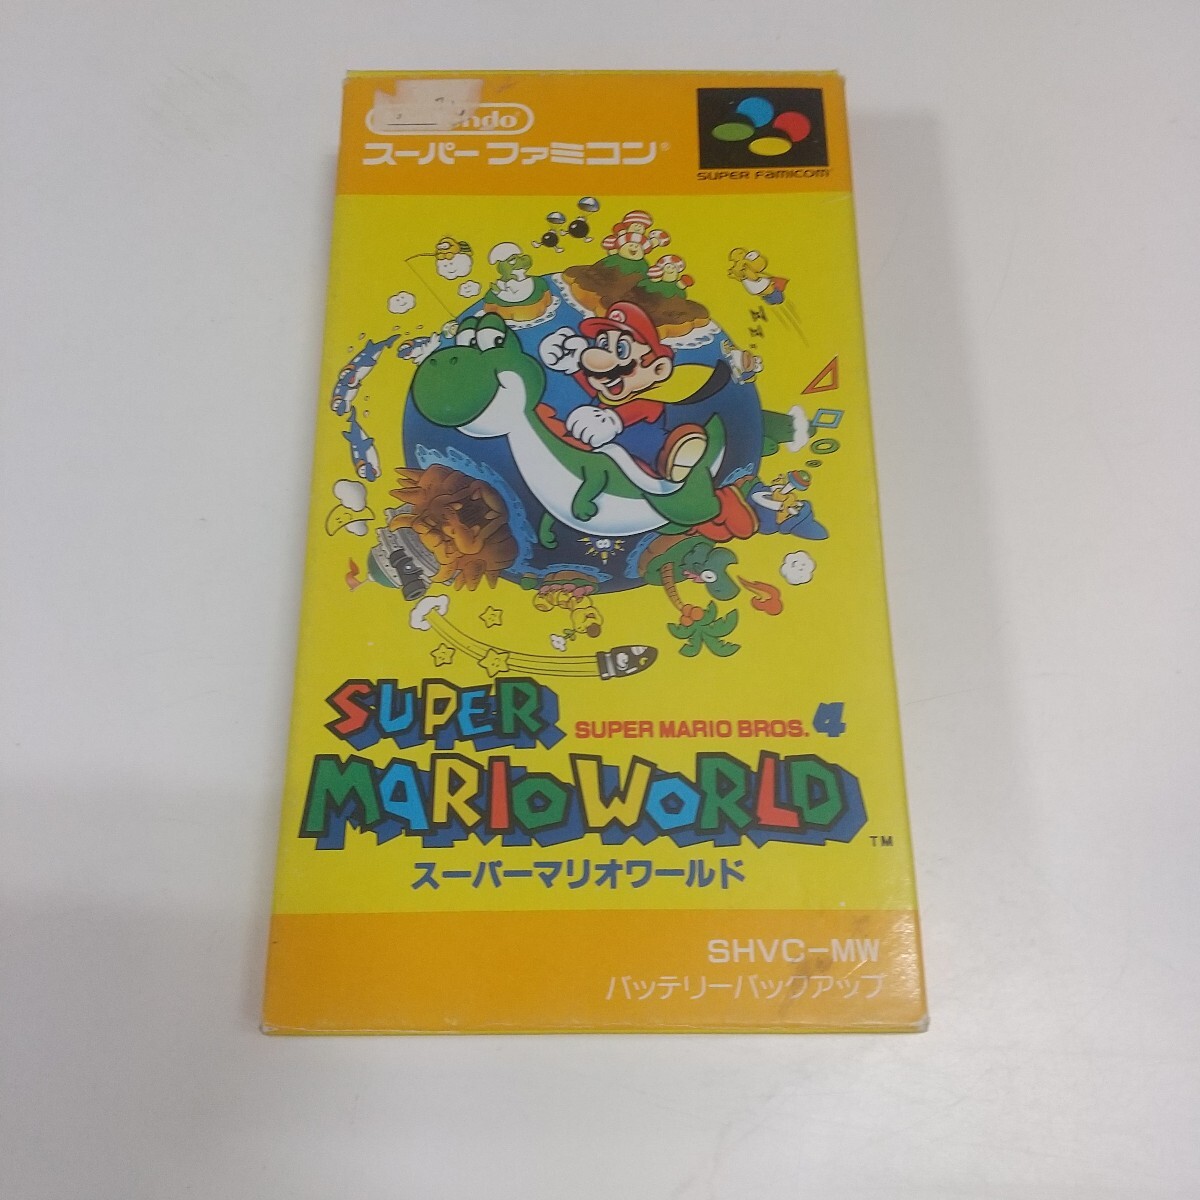 スーパーファミコン®
SUPER FAMICOM
SUPER MARIO BROS. 4
SUPER
MARIO WORLD
TM
スーパーマリオワールド
SHVC-MW
バッテリーバックアップ